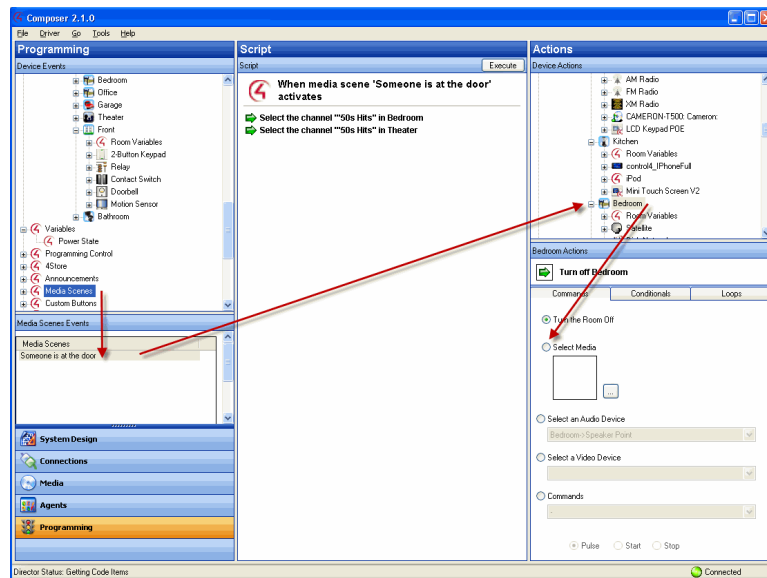 Composer 2.1.0
File Driver Go Tools Help
Programming
Device Events
Bedroom
Office
Garage
Theater
Front
Room Variables
2-Button Keypad
Relay
Contact Switch
Doorbell
Motion Sensor
Bathroom
Variables
Power State
Programming Control
4Store
Announcements
Media Scenes
Custom Buttons
Media Scenes Events
Media Scenes
Someone is at the door
System Design
Connections
Media
Agents
Programming
Director Status: Getting Code Items
Script
Script Execute
When media scene 'Someone is at the door'
activates
Select the channel "'50s Hits" in Bedroom
Select the channel "'50s Hits" in Theater
Actions
Device Actions
AM Radio
FM Radio
XM Radio
CAMERON-T500: Cameron:
LCD Keypad POE
Kitchen
Room Variables
control4_IPhoneFull
iPod
Mini Touch Screen V2
Bedroom
Room Variables
Satellite
Bedroom Actions
Turn off Bedroom
Commands Conditionals Loops
Turn the Room Off
Select Media
...
Select an Audio Device
Bedroom->Speaker Point
Select a Video Device
Commands
-
Pulse Start Stop
Connected